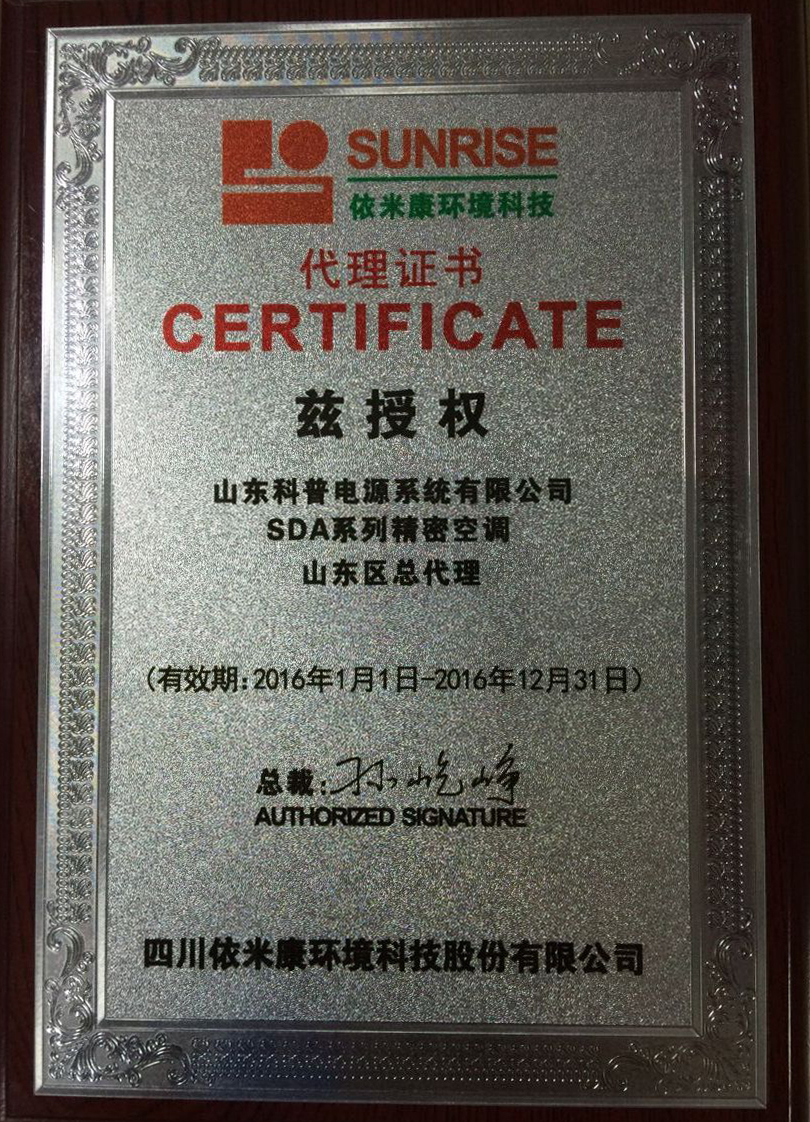 SUNRISE
依米康环境科技
代理证书
CERTIFICATE
兹授权
山东科普电源系统有限公司
SDA系列精密空调
山东区总代理
(有效期:2016年1月1日-2016年12月31日)
总裁:孙屹峥
AUTHORIZED SIGNATURE
四川依米康环境科技股份有限公司